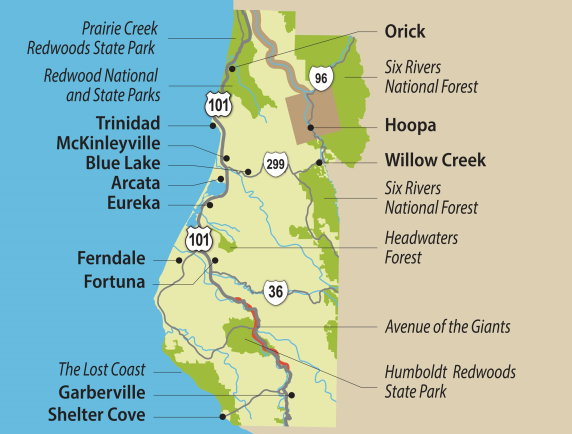 Prairie Creek
Redwoods State Park
Orick
Redwood National
and State Parks
96
Six Rivers
National Forest
101
Trinidad
Hoopa
McKinleyville
Blue Lake
299
Willow Creek
Arcata
Eureka
Six Rivers
National Forest
101
Headwaters
Forest
Ferndale
Fortuna
36
Avenue of the Giants
The Lost Coast
Humboldt Redwoods
State Park
Garberville
Shelter Cove